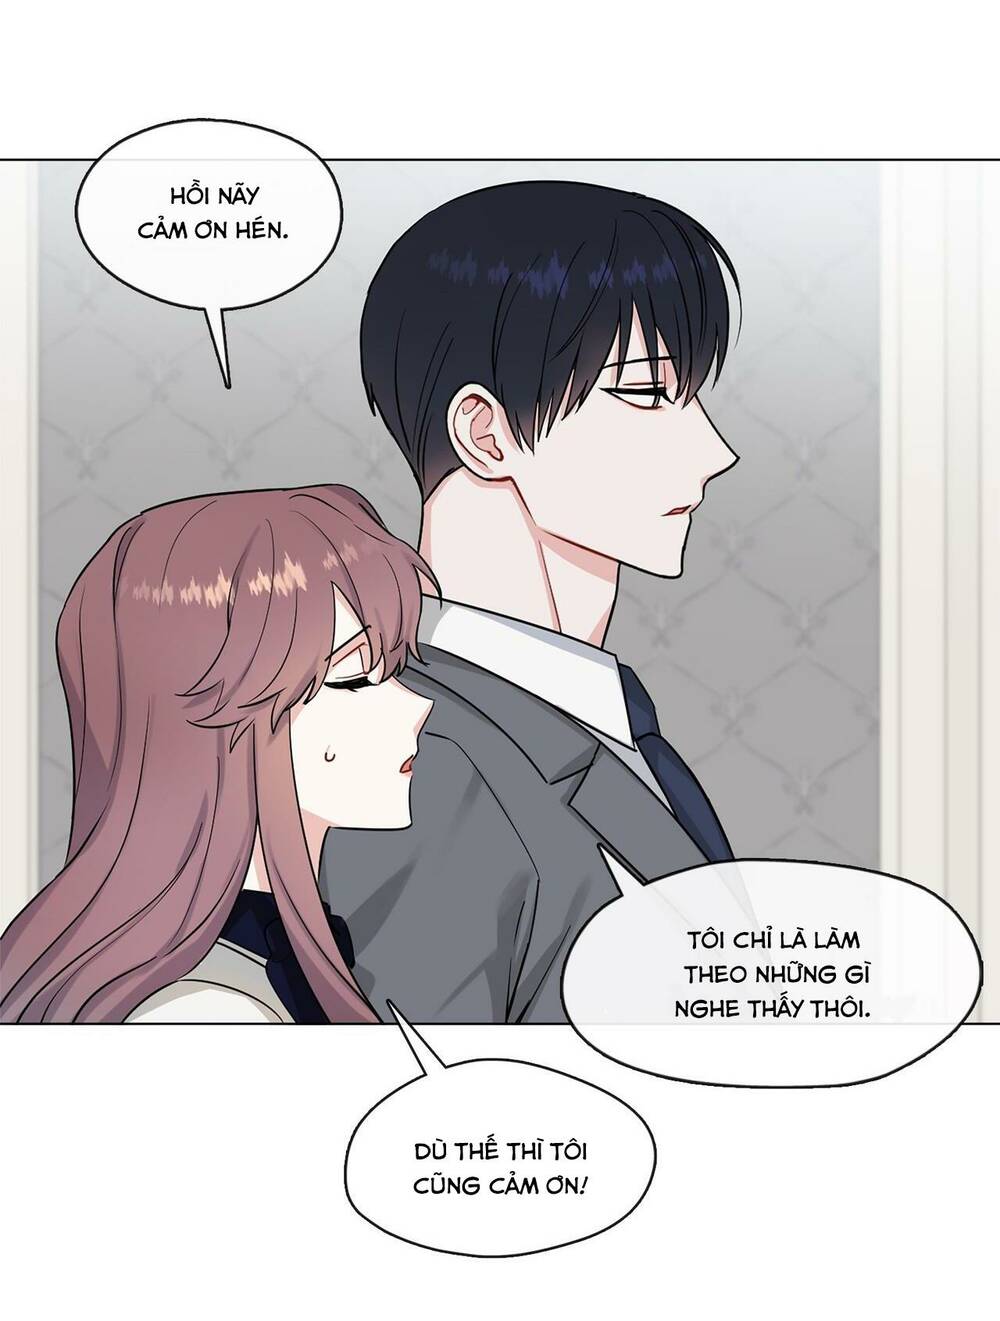 HỒI NÃY
CẢM ƠN HÉN.
TÔI CHỈ LÀ LÀM
THEO NHỮNG GÌ
NGHE THẤY THÔI.
DÙ THẾ THÌ TÔI
CŨNG CẢM ƠN!